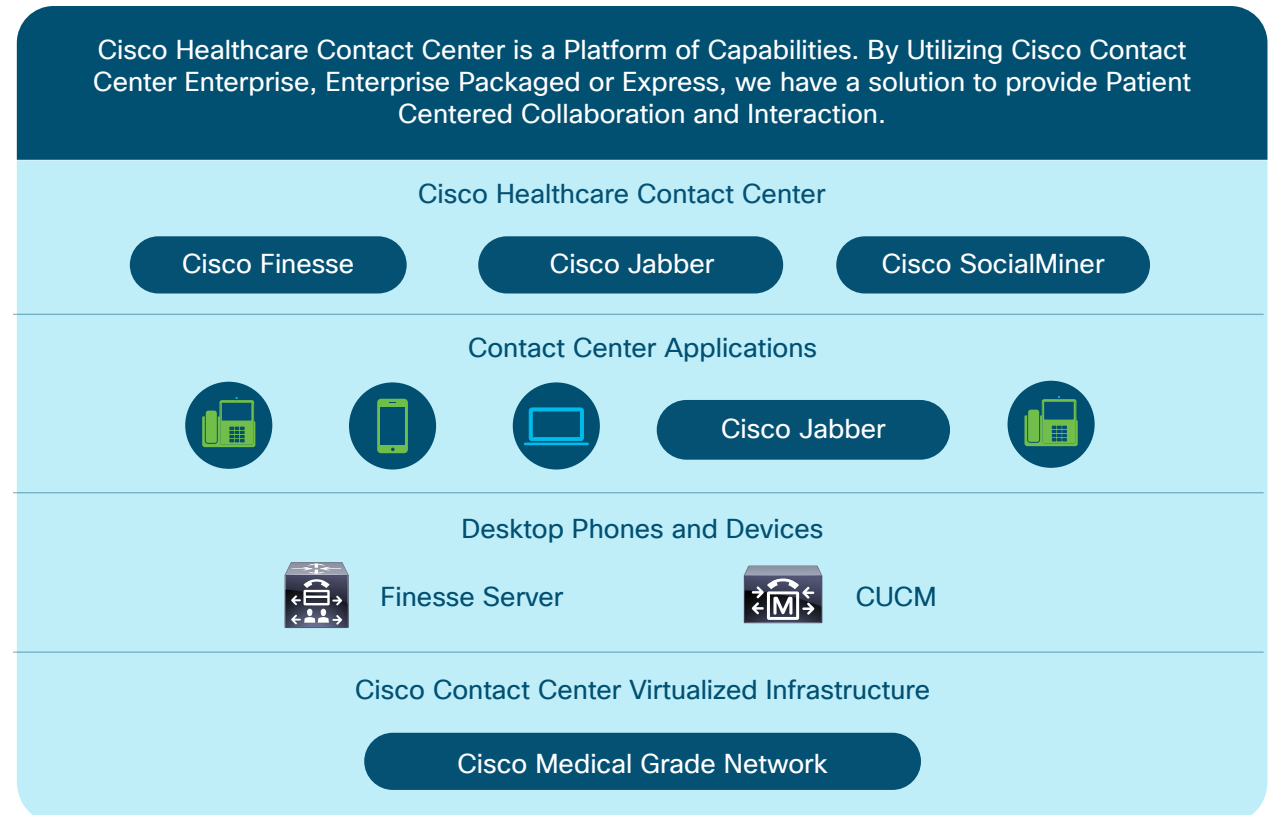 Cisco Healthcare Contact Center is a Platform of Capabilities. By Utilizing Cisco Contact
Center Enterprise, Enterprise Packaged or Express, we have a solution to provide Patient
Centered Collaboration and Interaction.
Cisco Healthcare Contact Center
Cisco Finesse
Cisco Jabber
Cisco SocialMiner
Contact Center Applications
Cisco Jabber
Desktop Phones and Devices
Finesse Server
M
CUCM
Cisco Contact Center Virtualized Infrastructure
Cisco Medical Grade Network